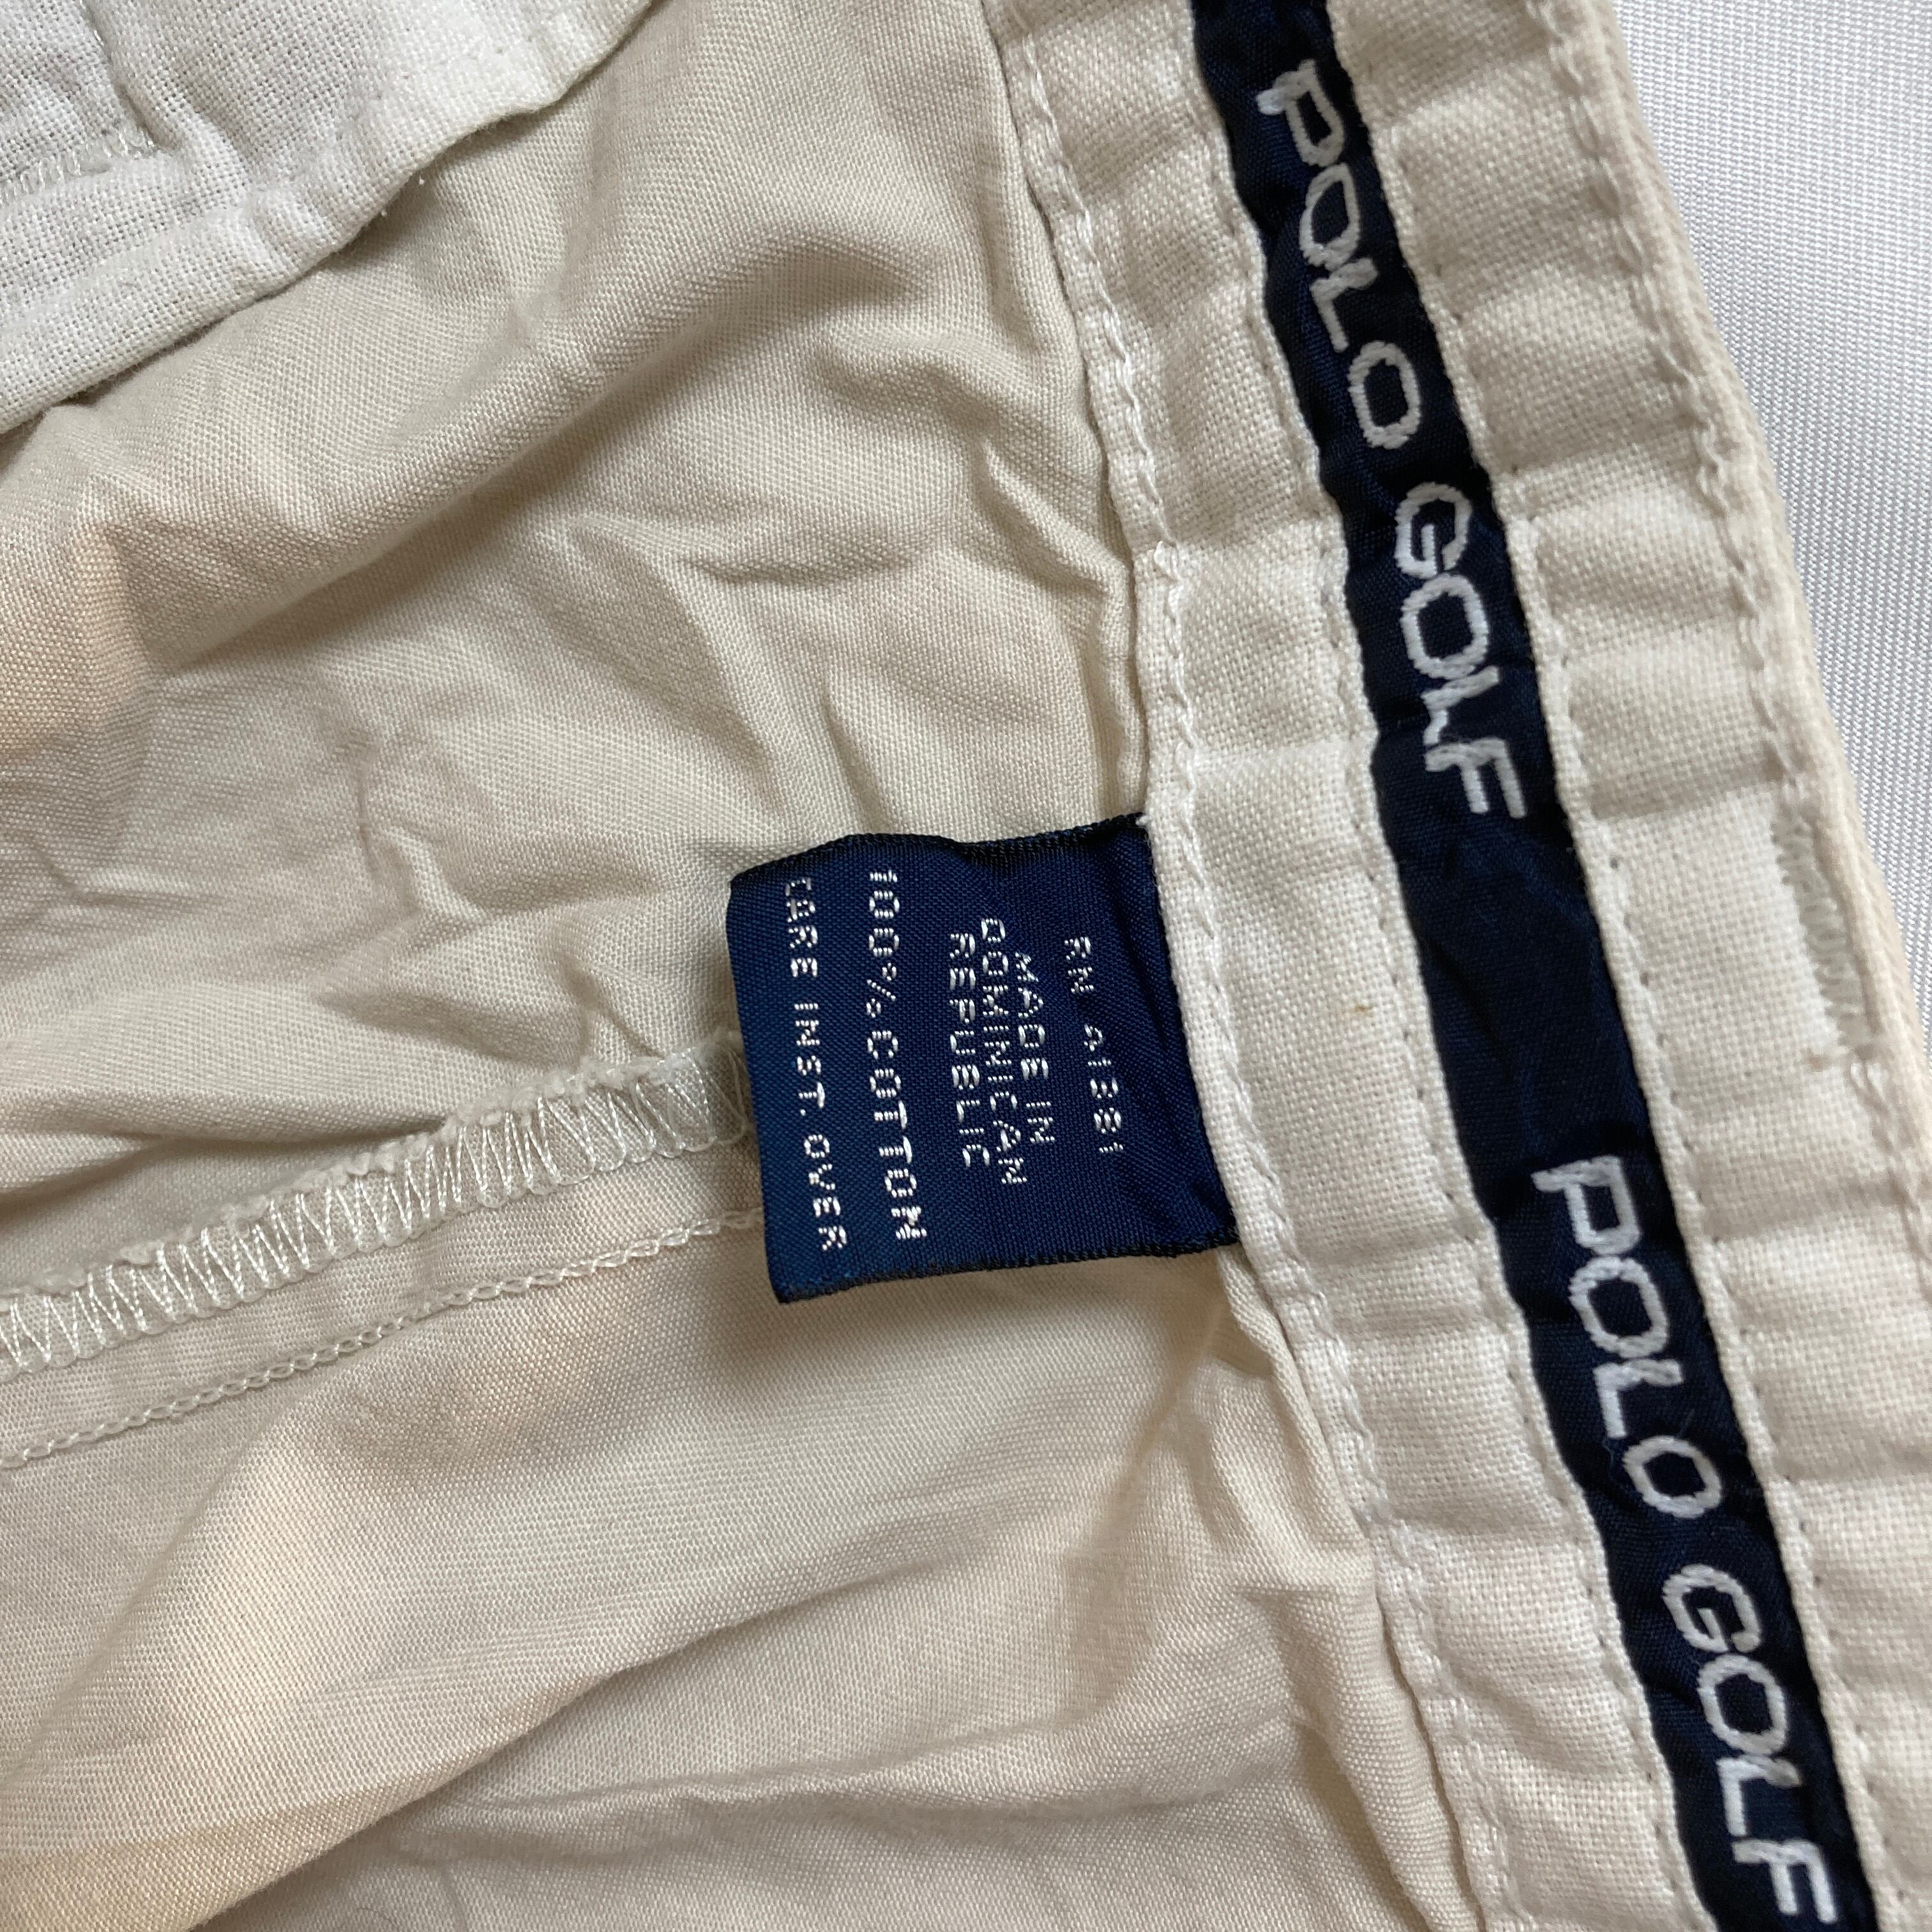 POLO GOLF
POLO GOLF
RN 41381
MADE IN
DOMINICAN
REPUBLIC
100% COTTON
CARE INST. OVER